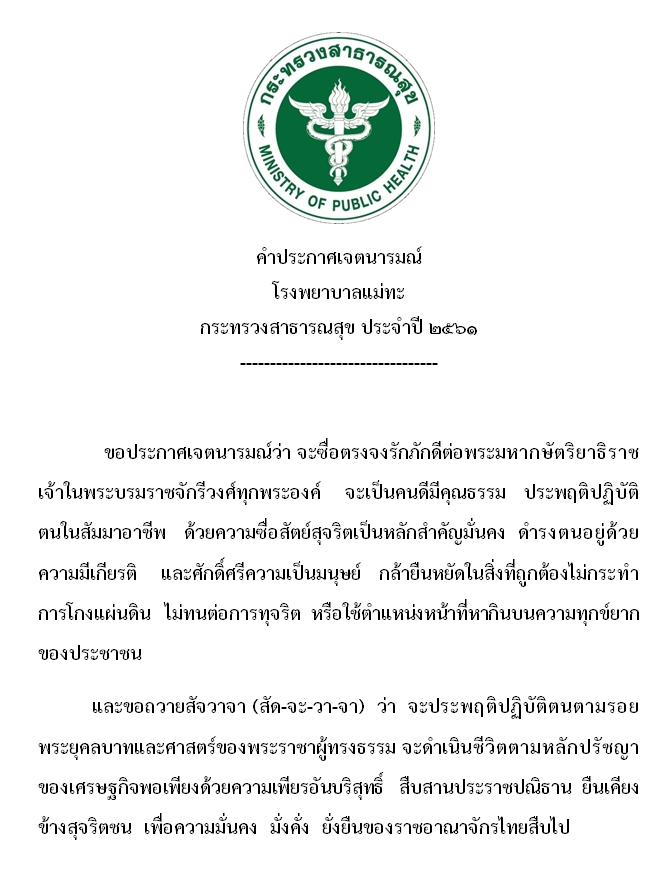 กระทรวงสาธารณสุข
MINISTRY OF PUBLIC HEALTH
คำประกาศเจตนารมณ์
โรงพยาบาลแม่ทะ
กระทรวงสาธารณสุข ประจำปี ๒๕๖๑
---------------------------------
ขอประกาศเจตนารมณ์ว่า จะซื่อตรงจงรักภักดีต่อพระมหากษัตริยาธิราช
เจ้าในพระบรมราชจักรีวงศ์ทุกพระองค์ จะเป็นคนดีมีคุณธรรม ประพฤติปฏิบัติ
ตนในสัมมาอาชีพ ด้วยความซื่อสัตย์สุจริตเป็นหลักสำคัญมั่นคง ดำรงตนอยู่ด้วย
ความมีเกียรติ และศักดิ์ศรีความเป็นมนุษย์ กล้ายืนหยัดในสิ่งที่ถูกต้องไม่กระทำ
การโกงแผ่นดิน ไม่ทนต่อการทุจริต หรือใช้ตำแหน่งหน้าที่หากินบนความทุกข์ยาก
ของประชาชน
และขอถวายสัจวาจา (สัด-จะ-วา-จา) ว่า จะประพฤติปฏิบัติตนตามรอย
พระยุคลบาทและศาสตร์ของพระราชาผู้ทรงธรรม จะดำเนินชีวิตตามหลักปรัชญา
ของเศรษฐกิจพอเพียงด้วยความเพียรอันบริสุทธิ์ สืบสานประราชปณิธาน ยืนเคียง
ข้างสุจริตชน เพื่อความมั่นคง มั่งคั่ง ยั่งยืนของราชอาณาจักรไทยสืบไป